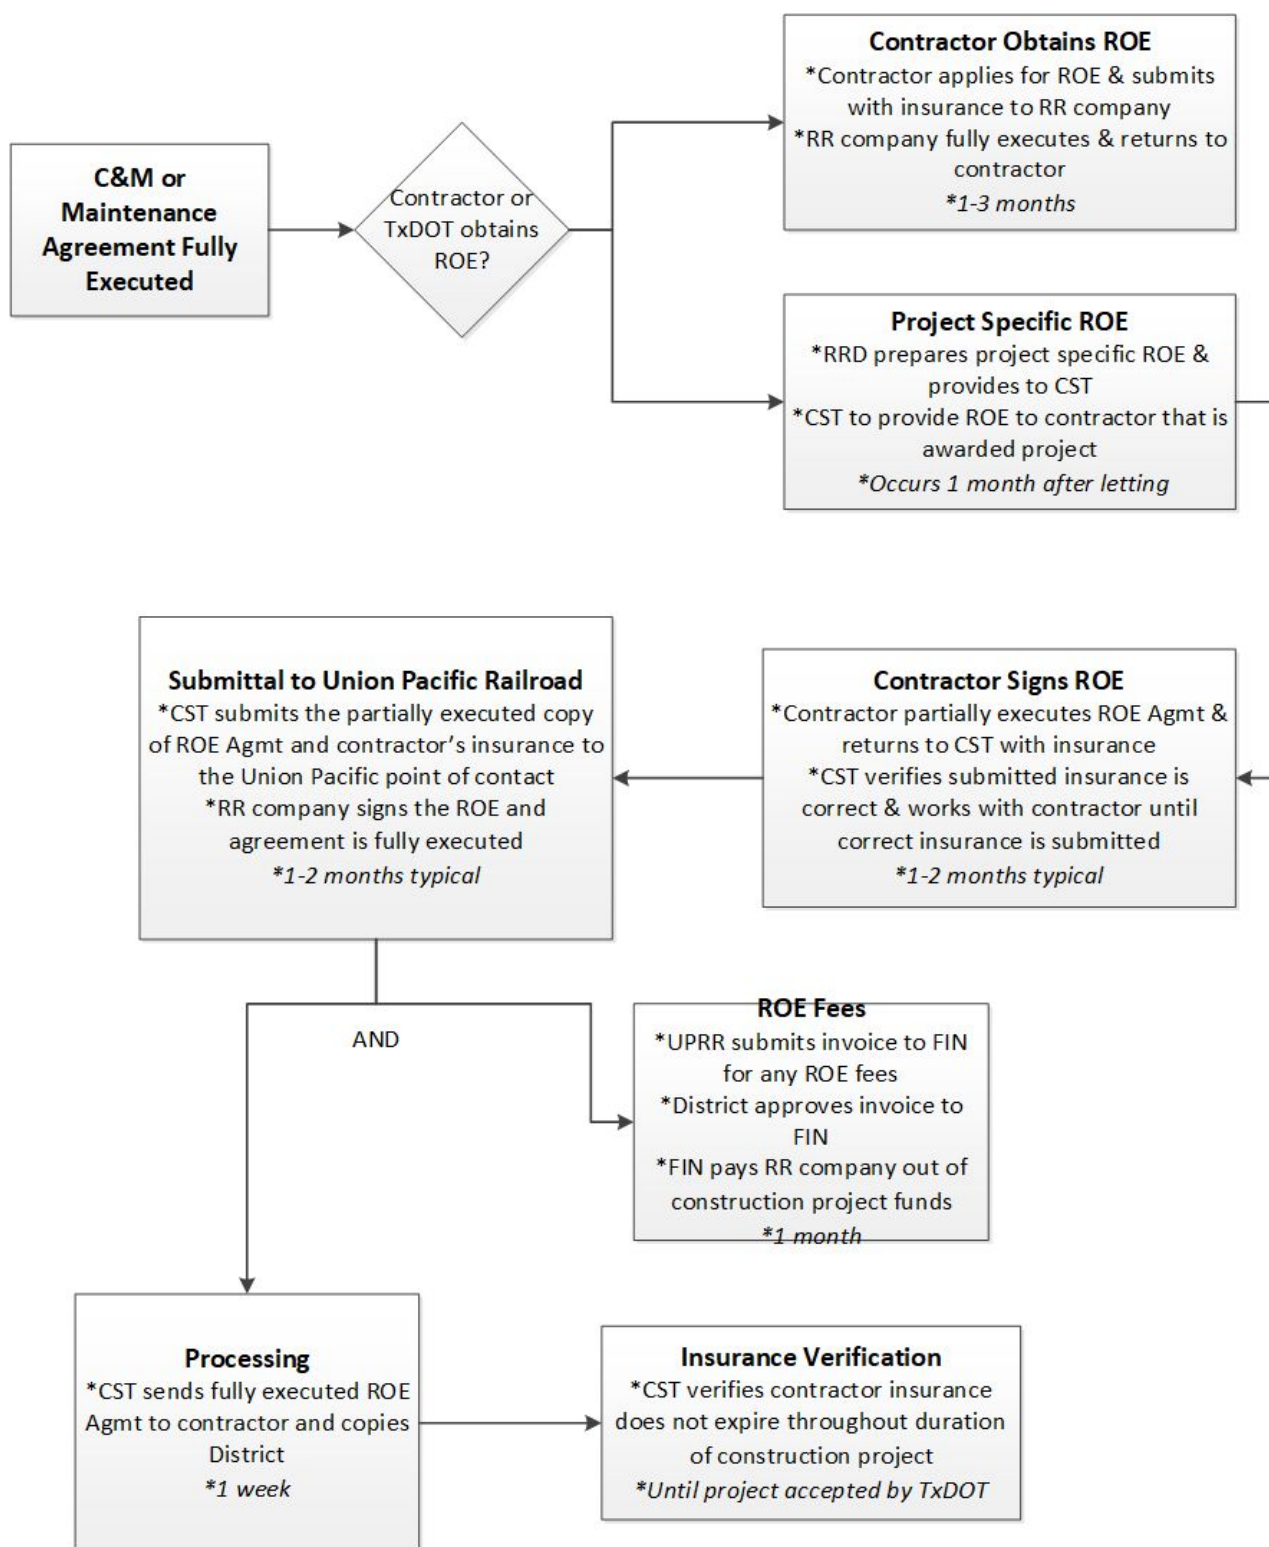 C&M or
Maintenance
Agreement Fully
Executed
Contractor or
TxDOT obtains
ROE?
Contractor Obtains ROE
*Contractor applies for ROE & submits
with insurance to RR company
*RR company fully executes & returns to
contractor
*1-3 months
Project Specific ROE
*RRD prepares project specific ROE &
provides to CST
*CST to provide ROE to contractor that is
awarded project
*Occurs 1 month after letting
Contractor Signs ROE
*Contractor partially executes ROE Agmt &
returns to CST with insurance
*CST verifies submitted insurance is
correct & works with contractor until
correct insurance is submitted
*1-2 months typical
Submittal to Union Pacific Railroad
*CST submits the partially executed copy
of ROE Agmt and contractor’s insurance to
the Union Pacific point of contact
*RR company signs the ROE and
agreement is fully executed
*1-2 months typical
AND
ROE Fees
*UPRR submits invoice to FIN
for any ROE fees
*District approves invoice to
FIN
*FIN pays RR company out of
construction project funds
*1 month
Processing
*CST sends fully executed ROE
Agmt to contractor and copies
District
*1 week
Insurance Verification
*CST verifies contractor insurance
does not expire throughout duration
of construction project
*Until project accepted by TxDOT